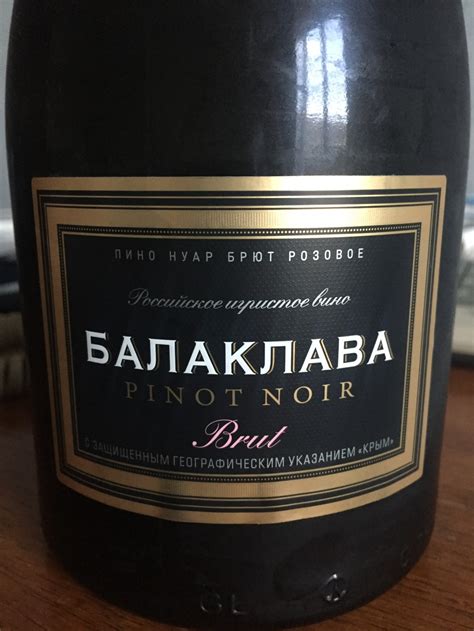 ПИНО НУАР БРЮТ РОЗОВОЕ
Российское игристое вино
БАЛАКЛАВА
PINOT NOIR
Brut
С ЗАЩИЩЕННЫМ ГЕОГРАФИЧЕСКИМ УКАЗАНИЕМ «КРЫМ»